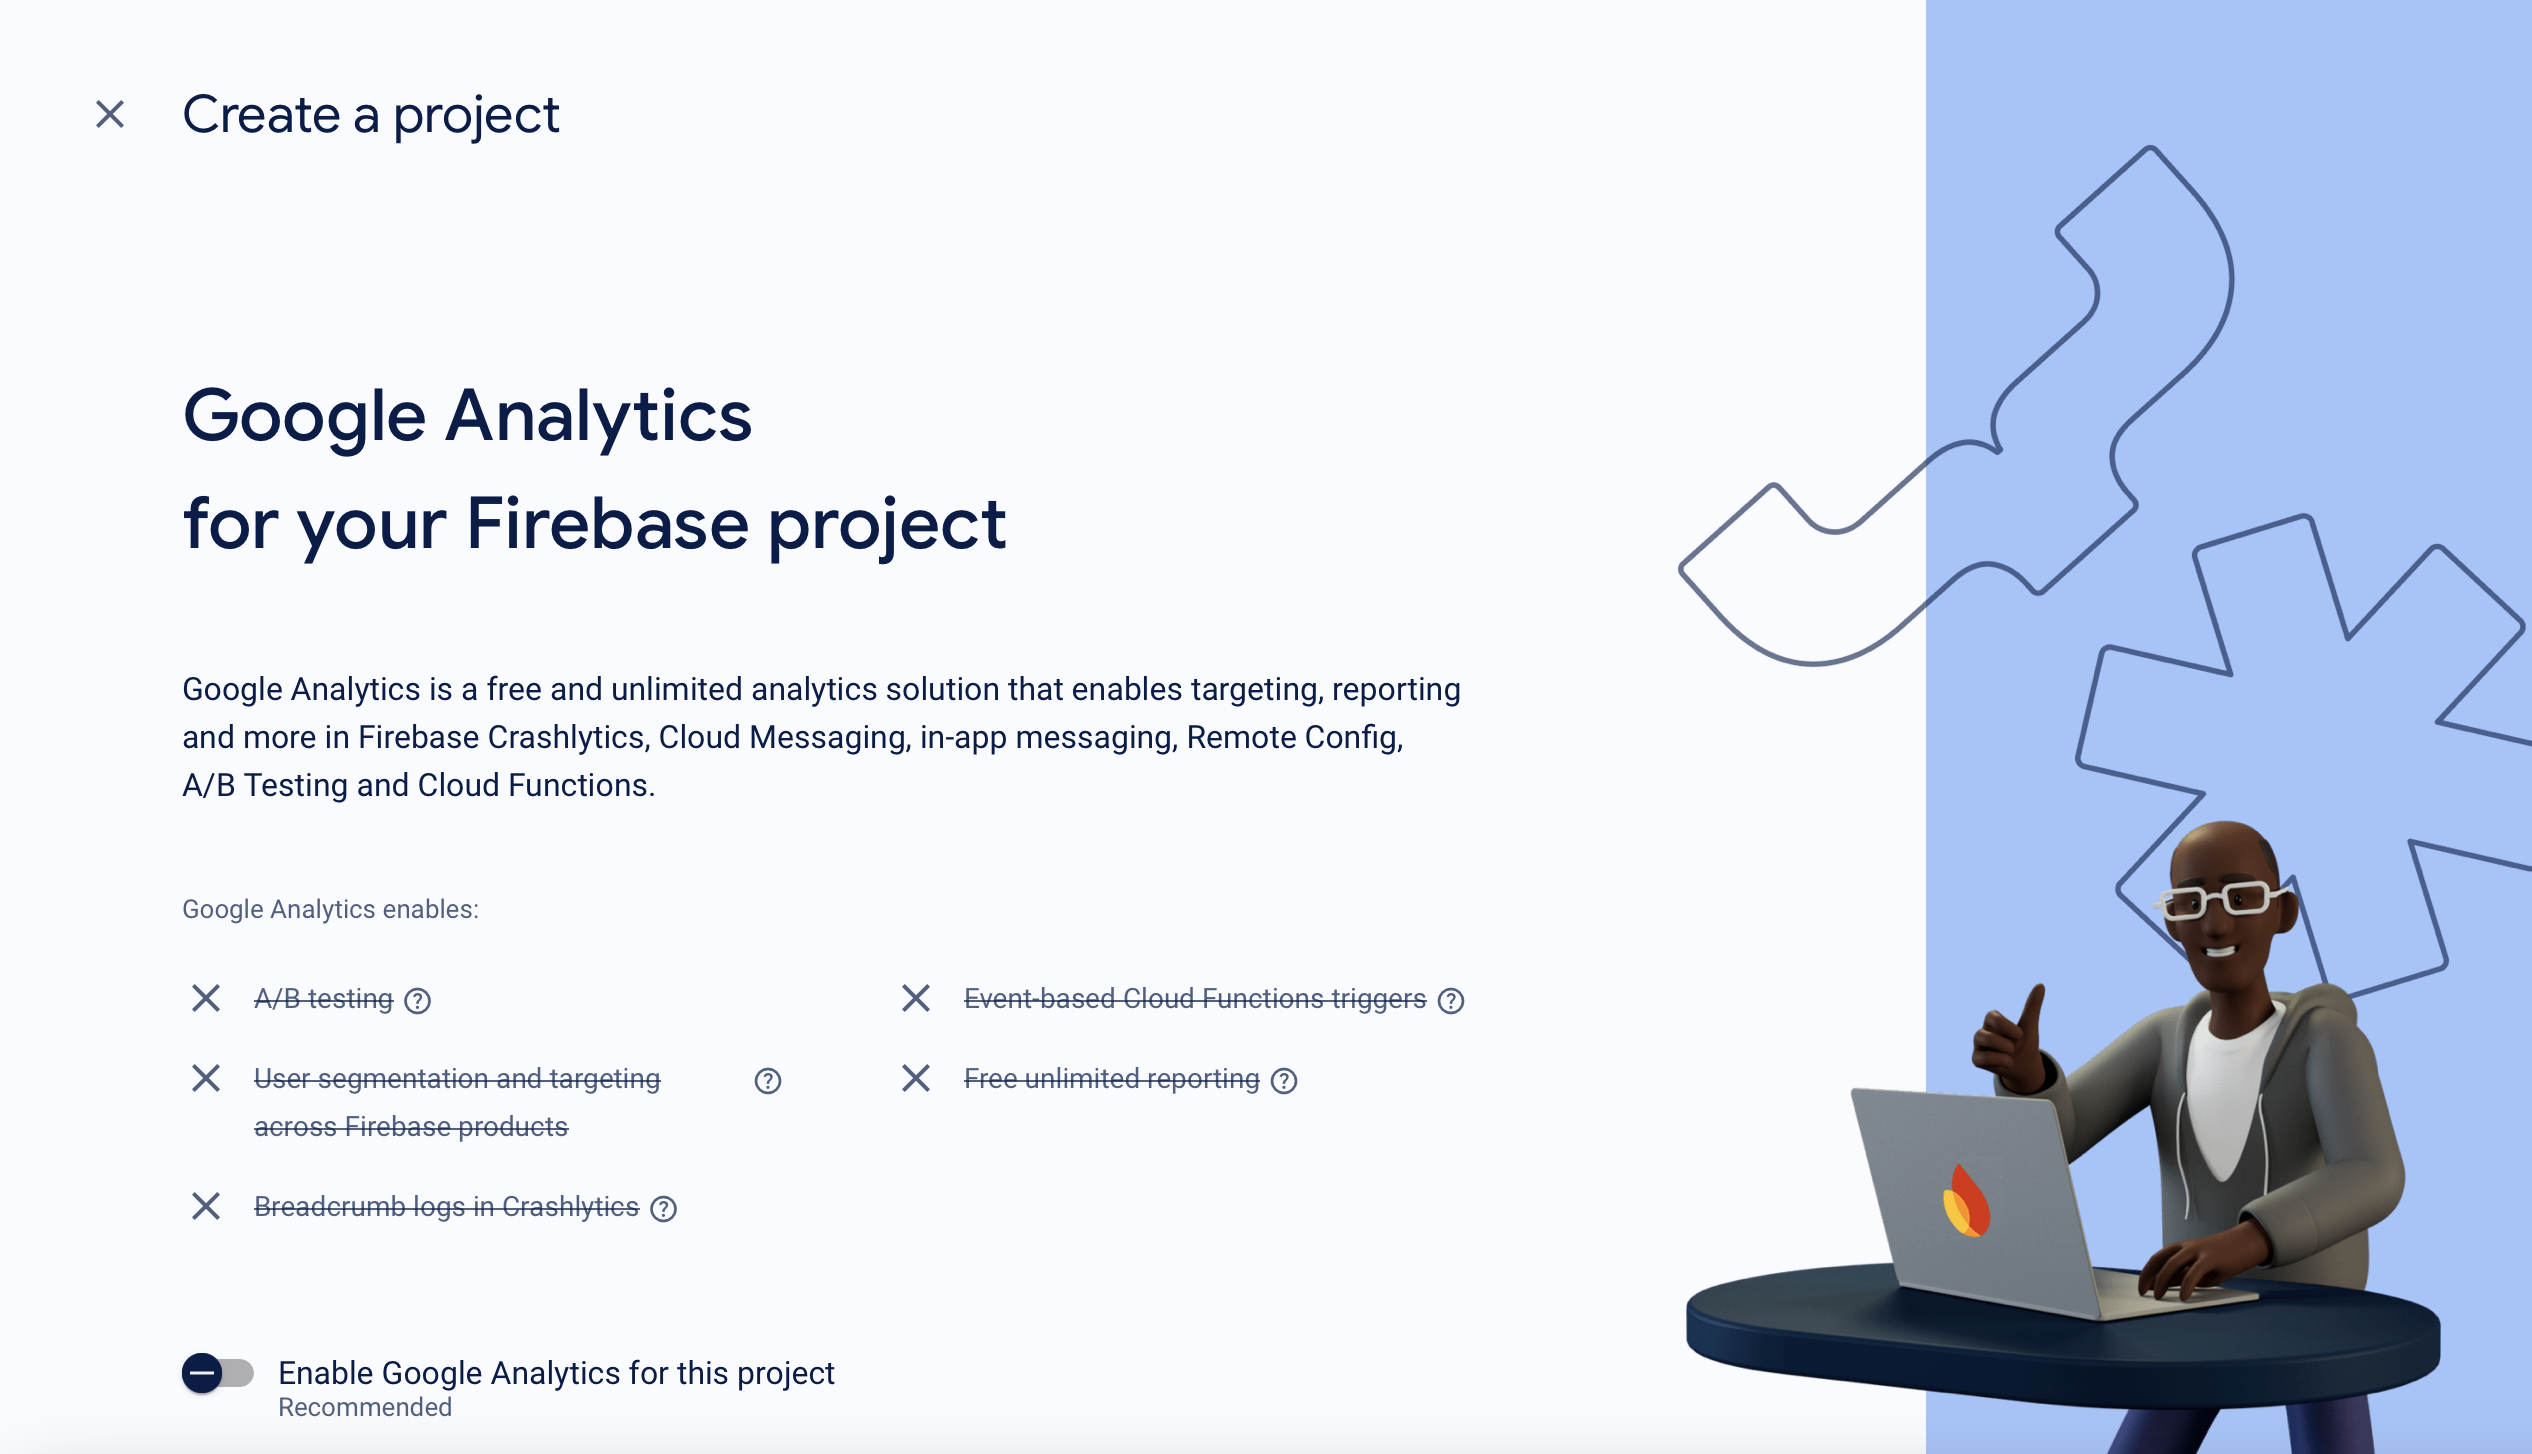 Create a project
Google Analytics
for your Firebase project
Google Analytics is a free and unlimited analytics solution that enables targeting, reporting
and more in Firebase Crashlytics, Cloud Messaging, in-app messaging, Remote Config,
A/B Testing and Cloud Functions.
Google Analytics enables:
A/B testing
Event-based Cloud Functions triggers
User segmentation and targeting
across Firebase products
Free unlimited reporting
Breadcrumb logs in Crashlytics
Enable Google Analytics for this project
Recommended